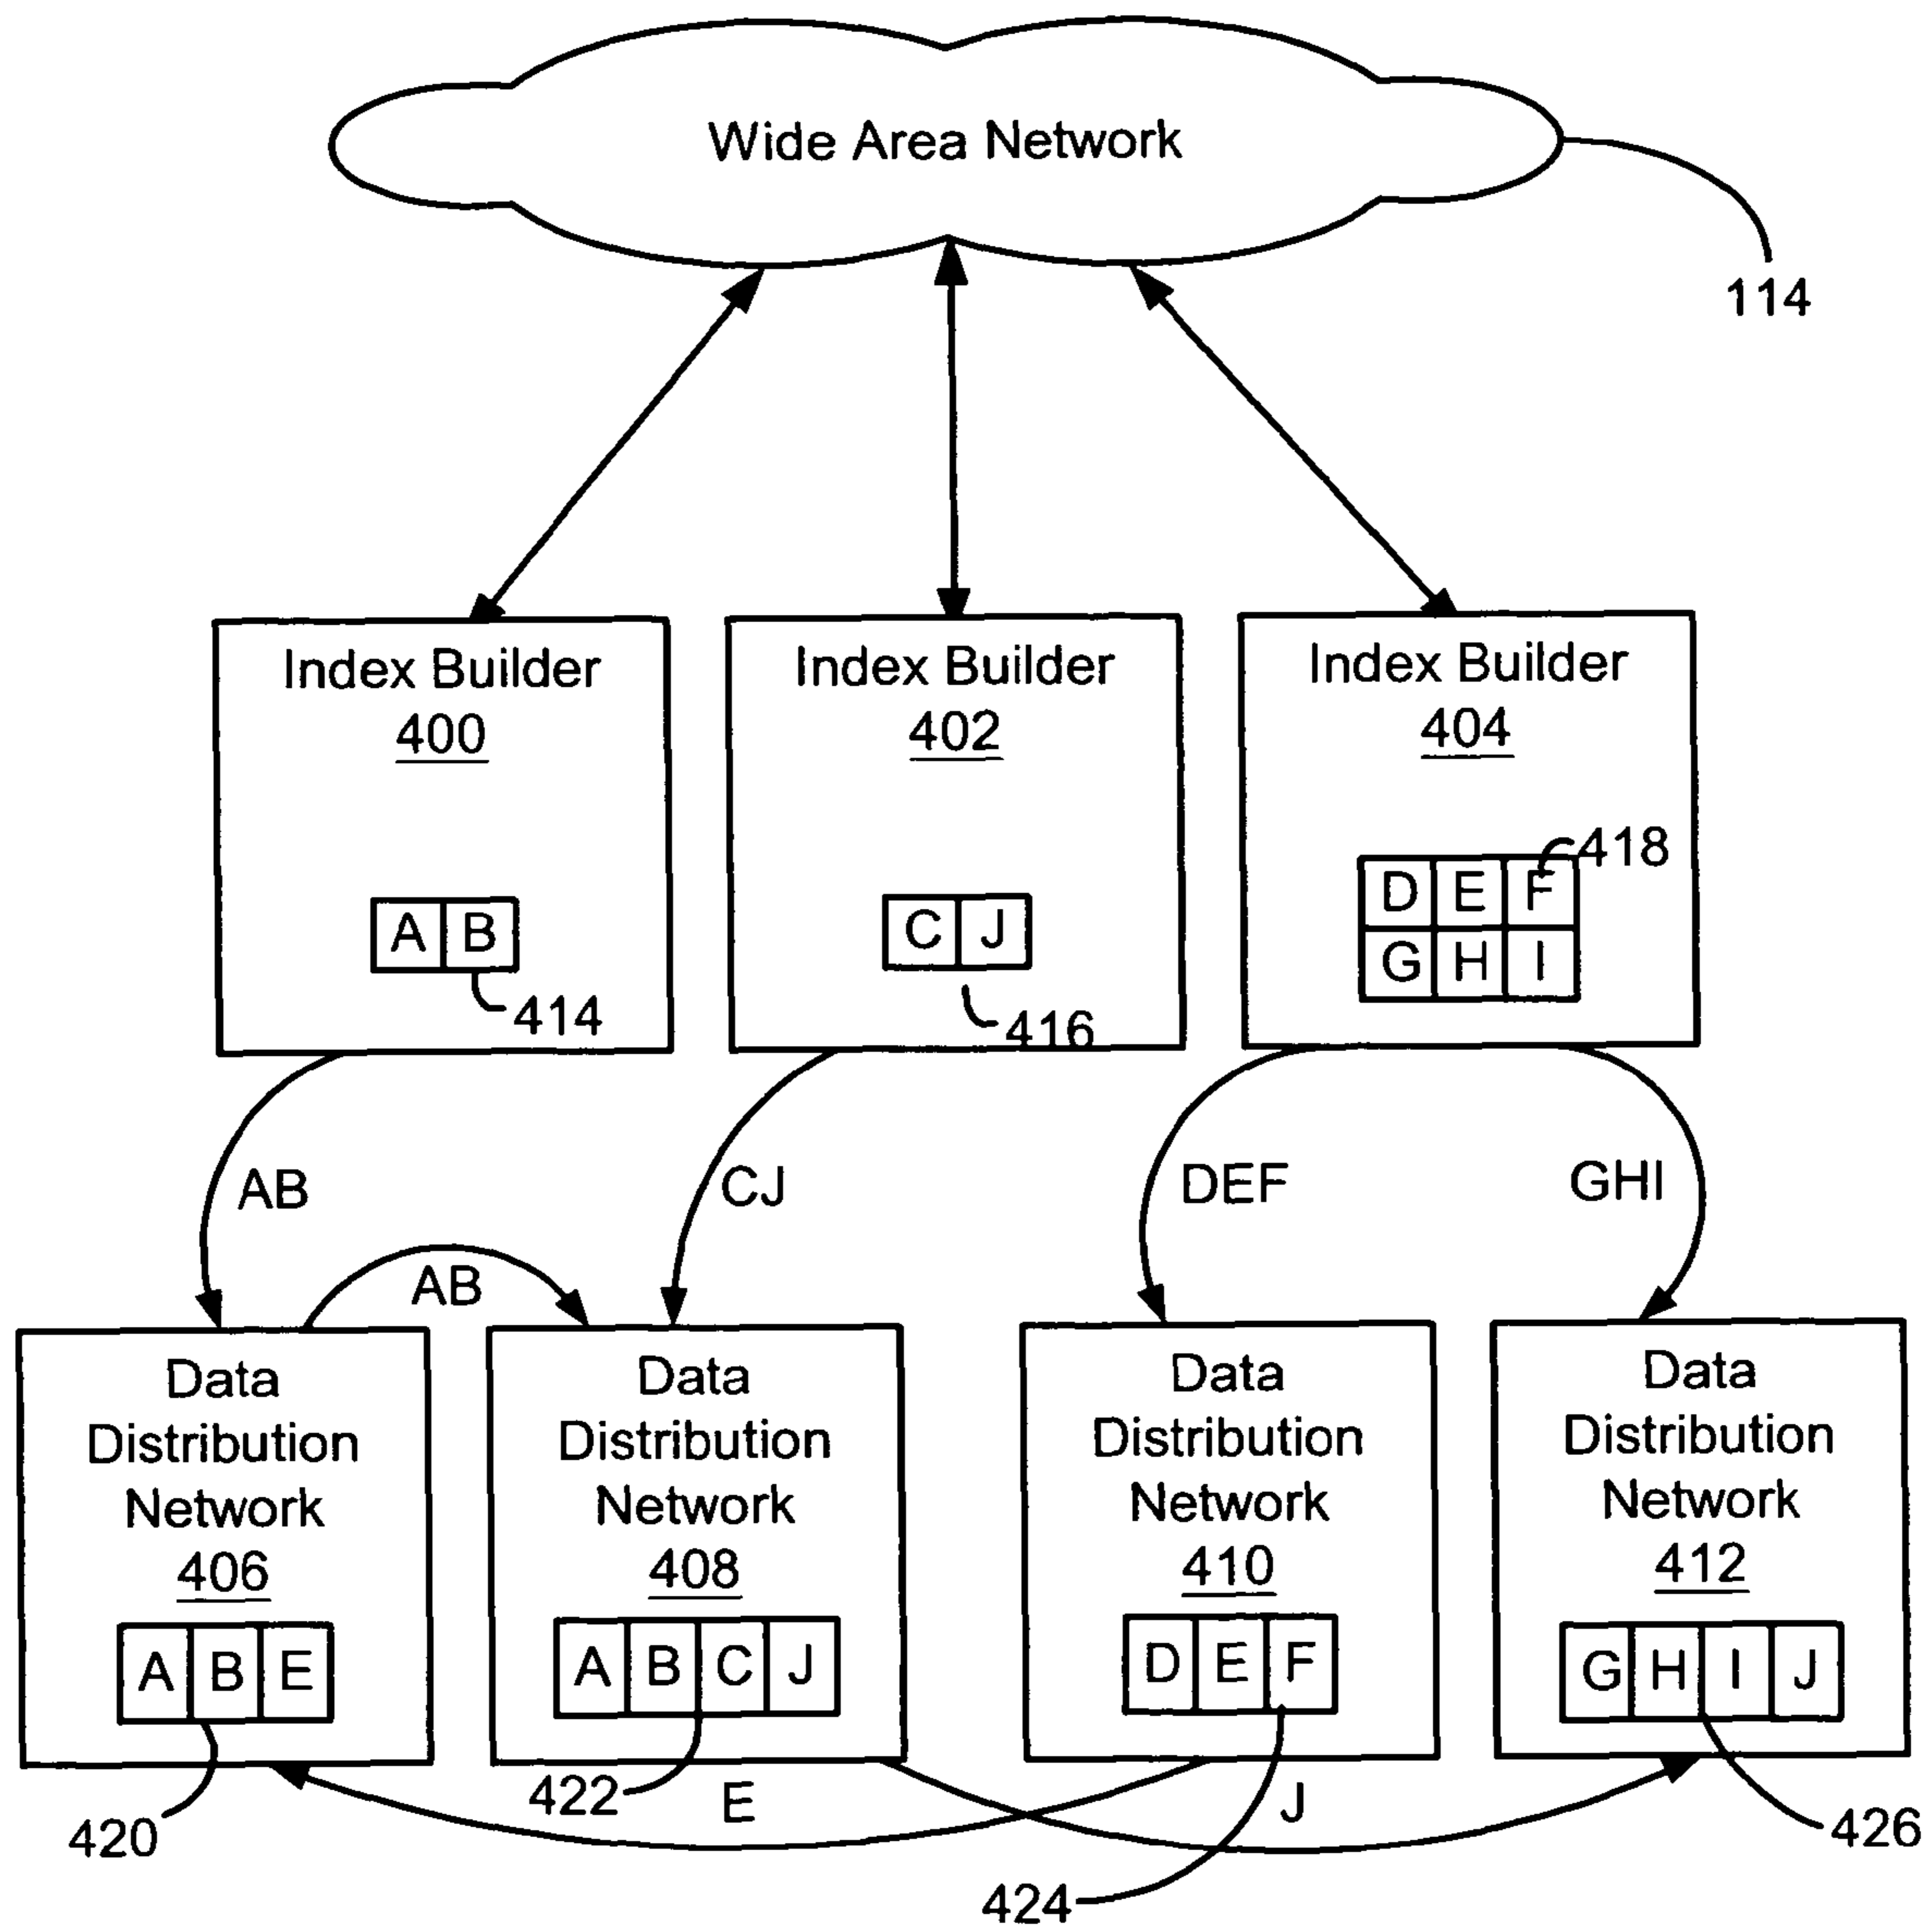 Wide Area Network
114
Index Builder
400
A B
414
Index Builder
402
C J
416
Index Builder
404
418
D E F
G H I
AB
CJ
DEF
GHI
AB
Data
Distribution
Network
406
A B E
420
Data
Distribution
Network
408
A B C J
422
Data
Distribution
Network
410
D E F
424
Data
Distribution
Network
412
G H I J
426
E
J